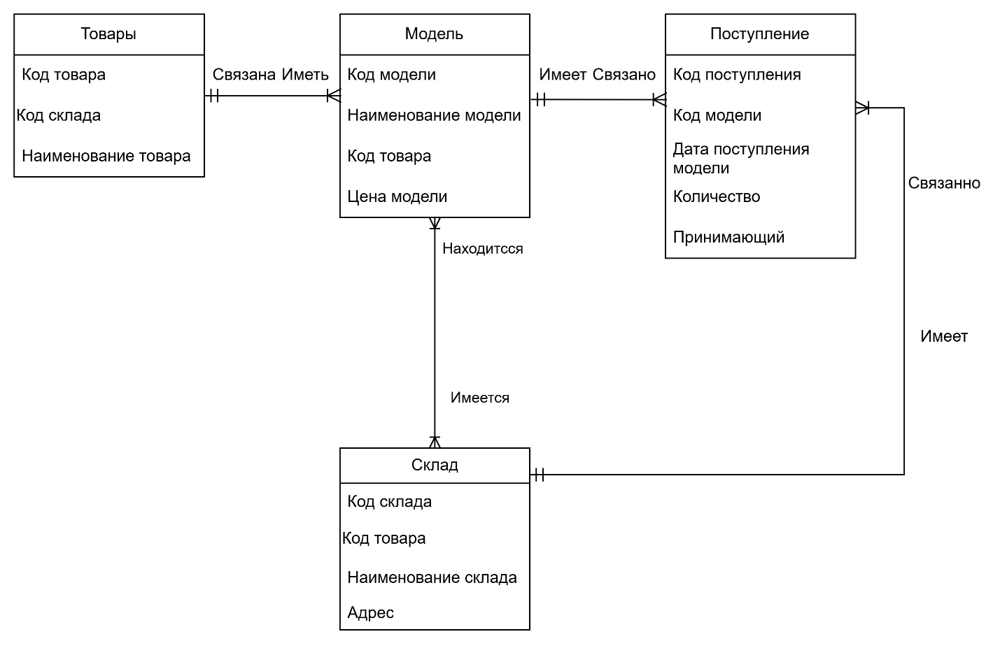 Товары
Код товара
Код склада
Наименование товара
Связана Иметь
Модель
Код модели
Наименование модели
Код товара
Цена модели
Имеет Связано
Поступление
Код поступления
Код модели
Дата поступления
модели
Количество
Принимающий
Связанно
Имеет
Находитсся
Имеется
Склад
Код склада
Код товара
Наименование склада
Адрес